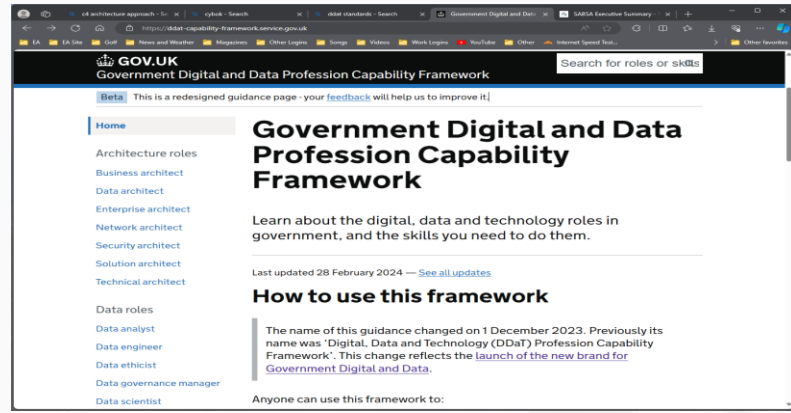 c4 architecture approach - Se
cybok - Search
ddat standards - Search
Government Digital and Data
SABSA Executive Summary -
https://ddat-capability-framework.service.gov.uk
EA
EA Site
Golf
News and Weather
Magazines
Other Logins
Songs
Videos
Work Logins
YouTube
Other
Internet Speed Test...
Other favorites
GOV.UK
Government Digital and Data Profession Capability Framework
Search for roles or skills
Beta This is a redesigned guidance page - your feedback will help us to improve it.
Home
Architecture roles
Business architect
Data architect
Enterprise architect
Network architect
Security architect
Solution architect
Technical architect
Data roles
Data analyst
Data engineer
Data ethicist
Data governance manager
Data scientist
Government Digital and Data
Profession Capability
Framework
Learn about the digital, data and technology roles in
government, and the skills you need to do them.
Last updated 28 February 2024 — See all updates
How to use this framework
The name of this guidance changed on 1 December 2023. Previously its
name was ‘Digital, Data and Technology (DDaT) Profession Capability
Framework’. This change reflects the launch of the new brand for
Government Digital and Data.
Anyone can use this framework to: